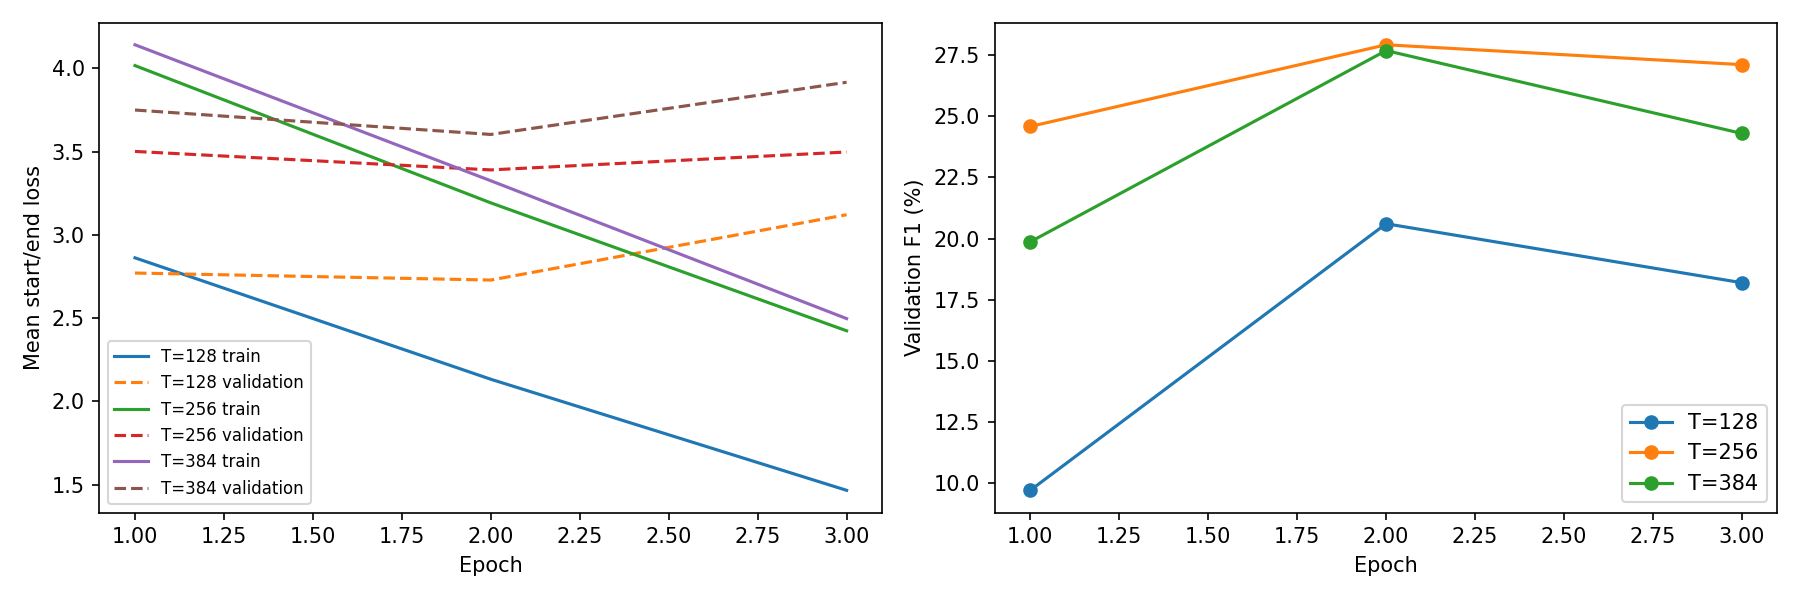 Mean start/end loss
4.0
3.5
3.0
2.5
2.0
1.5
T=128 train
T=128 validation
T=256 train
T=256 validation
T=384 train
T=384 validation
1.00 1.25 1.50 1.75 2.00 2.25 2.50 2.75 3.00
Epoch
Validation F1 (%)
27.5
25.0
22.5
20.0
17.5
15.0
12.5
10.0
T=128
T=256
T=384
1.00 1.25 1.50 1.75 2.00 2.25 2.50 2.75 3.00
Epoch